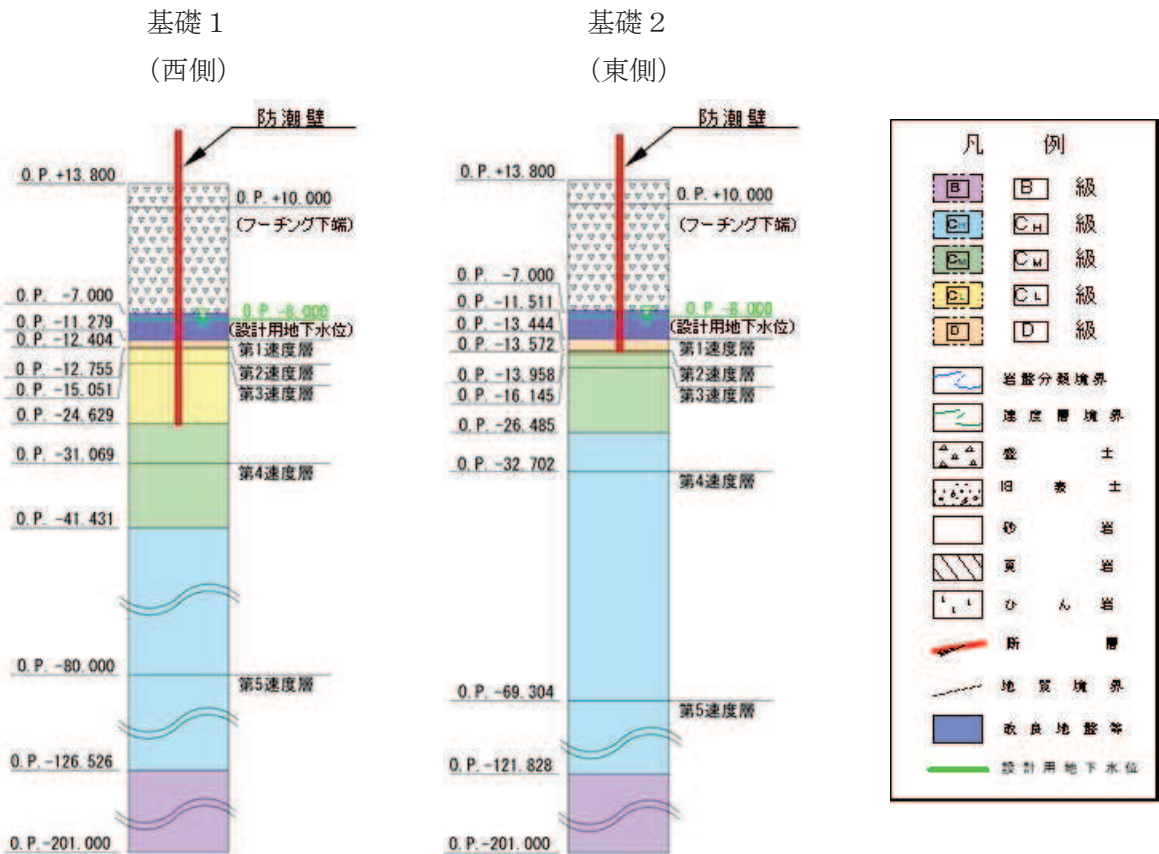 基礎1
(西側)
防潮壁
O.P.+13.800
O.P.+10.000
(フーチング下端)
O.P. -7.000
O.P. -8.000
(設計用地下水位)
O.P. -11.279
O.P. -12.404
第1速度層
O.P. -12.755
第2速度層
O.P. -15.051
第3速度層
O.P. -24.629
O.P. -31.069
第4速度層
O.P. -41.431
O.P. -80.000
第5速度層
O.P. -126.526
O.P.-201.000
基礎2
(東側)
防潮壁
O.P. +13.800
O.P. +10.000
(フーチング下端)
O.P. -7.000
O.P. -8.000
(設計用地下水位)
O.P. -11.511
O.P. -13.444
第1速度層
O.P. -13.572
第2速度層
O.P. -13.958
第3速度層
O.P. -16.145
O.P. -26.485
O.P. -32.702
第4速度層
O.P. -69.304
第5速度層
O.P. -121.828
O.P.-201.000
凡 例
B B 級
CH CH 級
CM CM 級
CL CL 級
D D 級
岩盤分類境界
速度層境界
盛土
旧表土
砂岩
頁岩
ひん岩
断層
地質境界
改良地盤等
設計用地下水位